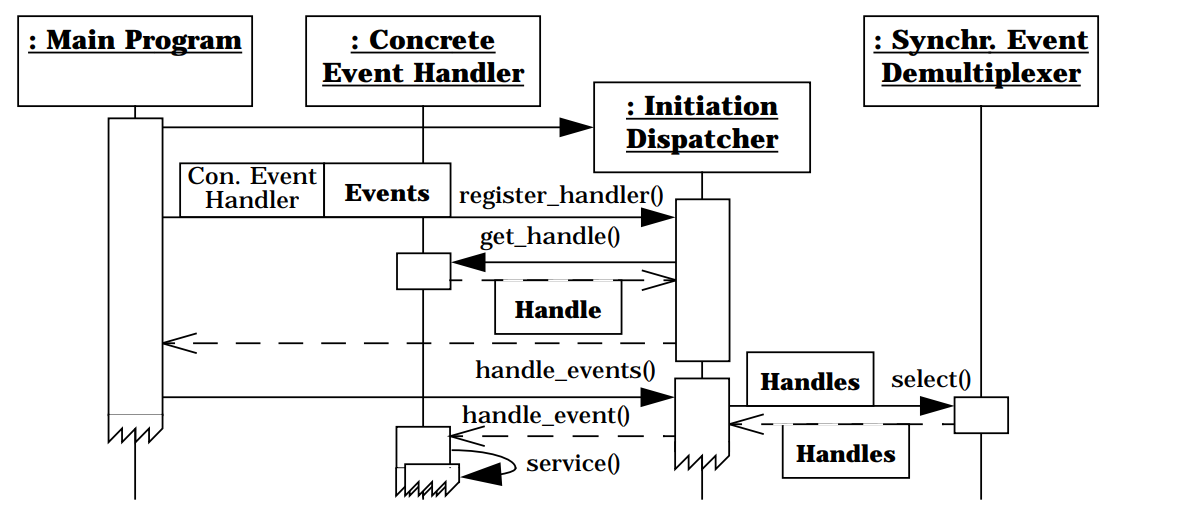 : Main Program
: Concrete
Event Handler
: Synchr. Event
Demultiplexer
: Initiation
Dispatcher
Con. Event
Handler
Events
register_handler()
get_handle()
Handle
handle_events()
Handles
select()
handle_event()
Handles
service()